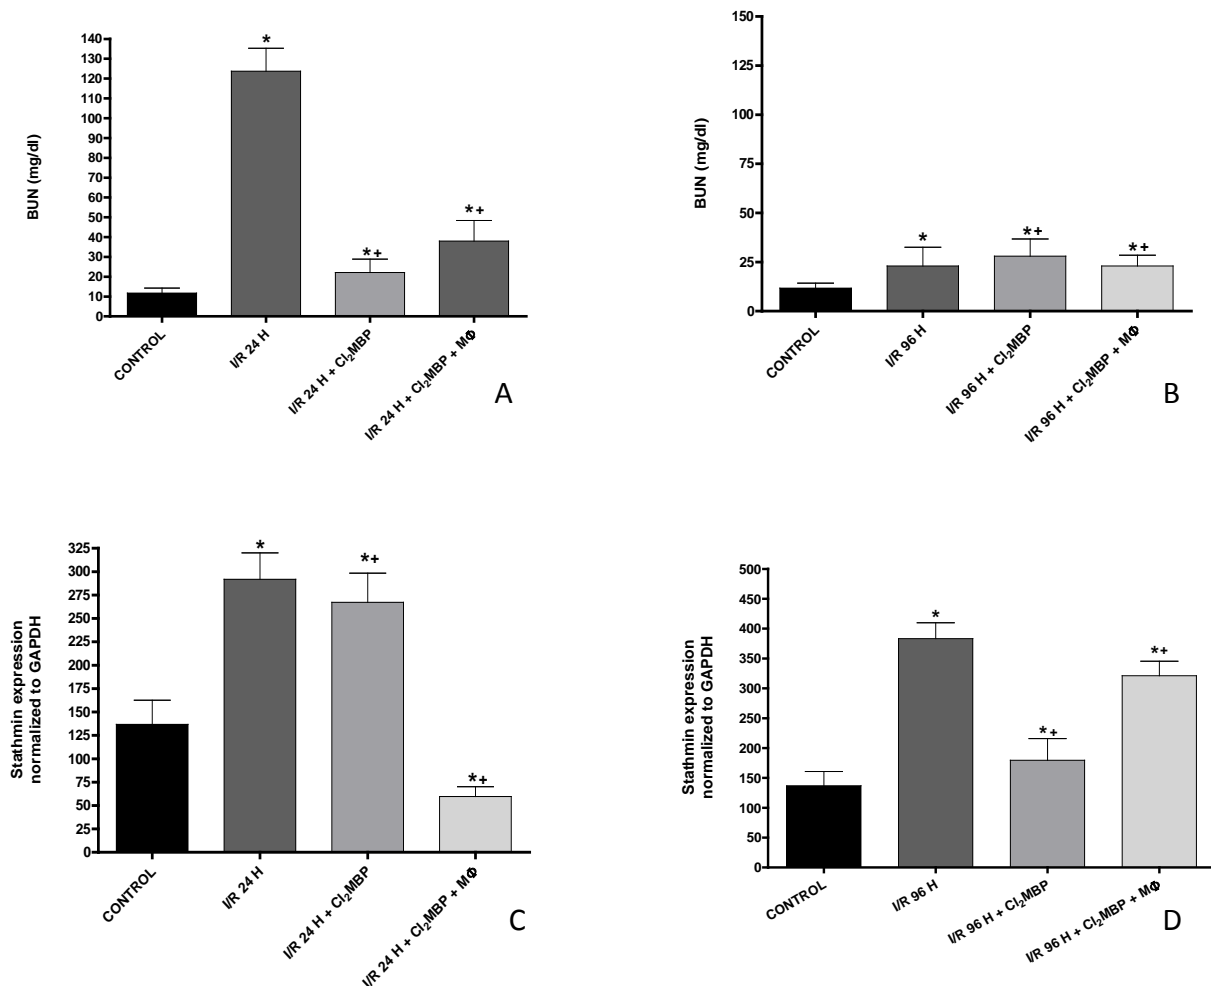 BUN (mg/dl)
140
130
120
110
100
90
80
70
60
50
40
30
20
10
0
*
*+
*+
CONTROL
I/R 24 H
I/R 24 H + Cl₂MBP
I/R 24 H + Cl₂MBP + MΦ
A
BUN (mg/dl)
150
125
100
75
50
25
0
*
*+
*+
CONTROL
I/R 96 H
I/R 96 H + Cl₂MBP
I/R 96 H + Cl₂MBP + MΦ
B
Stathmin expression
normalized to GAPDH
325
300
275
250
225
200
175
150
125
100
75
50
25
0
*
*+
*+
CONTROL
I/R 24 H
I/R 24 H + Cl₂MBP
I/R 24 H + Cl₂MBP + MΦ
C
Stathmin expression
normalized to GAPDH
500
450
400
350
300
250
200
150
100
50
0
*
*+
*+
CONTROL
I/R 96 H
I/R 96 H + Cl₂MBP
I/R 96 H + Cl₂MBP + MΦ
D